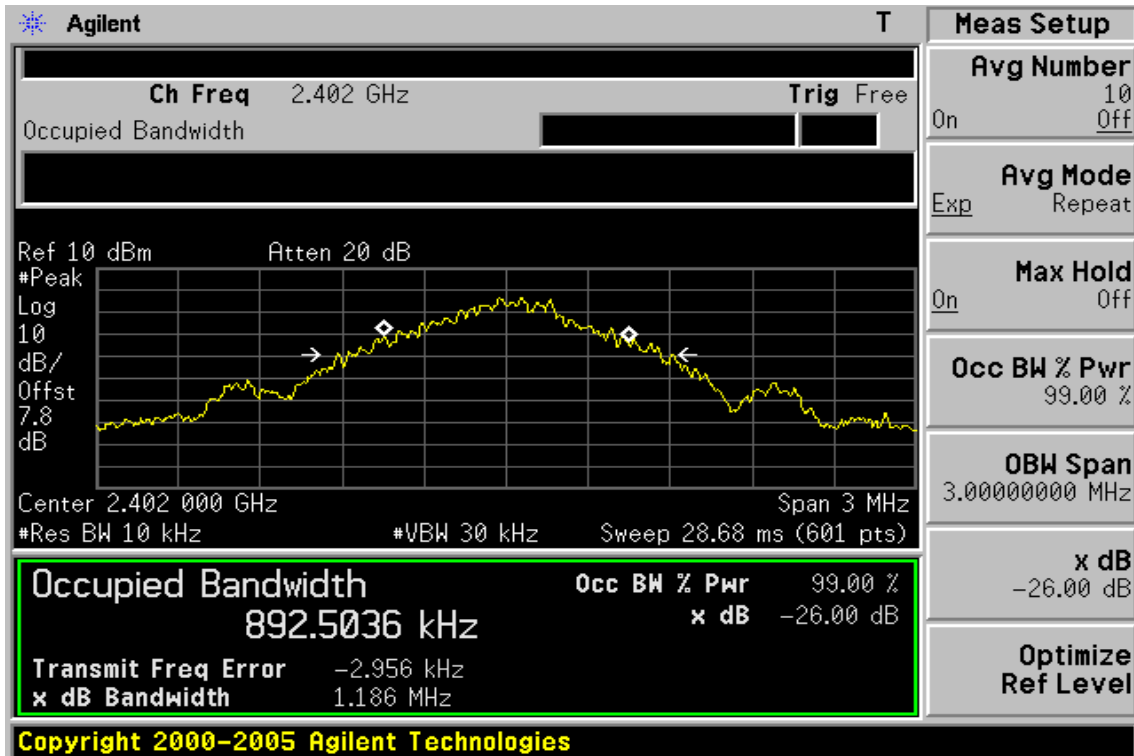 Agilent T
Ch Freq 2.402 GHz Trig Free
Occupied Bandwidth
Ref 10 dBm Atten 20 dB
#Peak
Log
10
dB/
Offst
7.8
dB
Center 2.402 000 GHz Span 3 MHz
#Res BW 10 kHz #VBW 30 kHz Sweep 28.68 ms (601 pts)
Occupied Bandwidth Occ BW % Pwr 99.00 %
892.5036 kHz x dB -26.00 dB
Transmit Freq Error -2.956 kHz
x dB Bandwidth 1.186 MHz
Copyright 2000-2005 Agilent Technologies
Meas Setup
Avg Number
10
On Off
Avg Mode
Exp Repeat
Max Hold
On Off
Occ BW % Pwr
99.00 %
OBW Span
3.00000000 MHz
x dB
-26.00 dB
Optimize
Ref Level